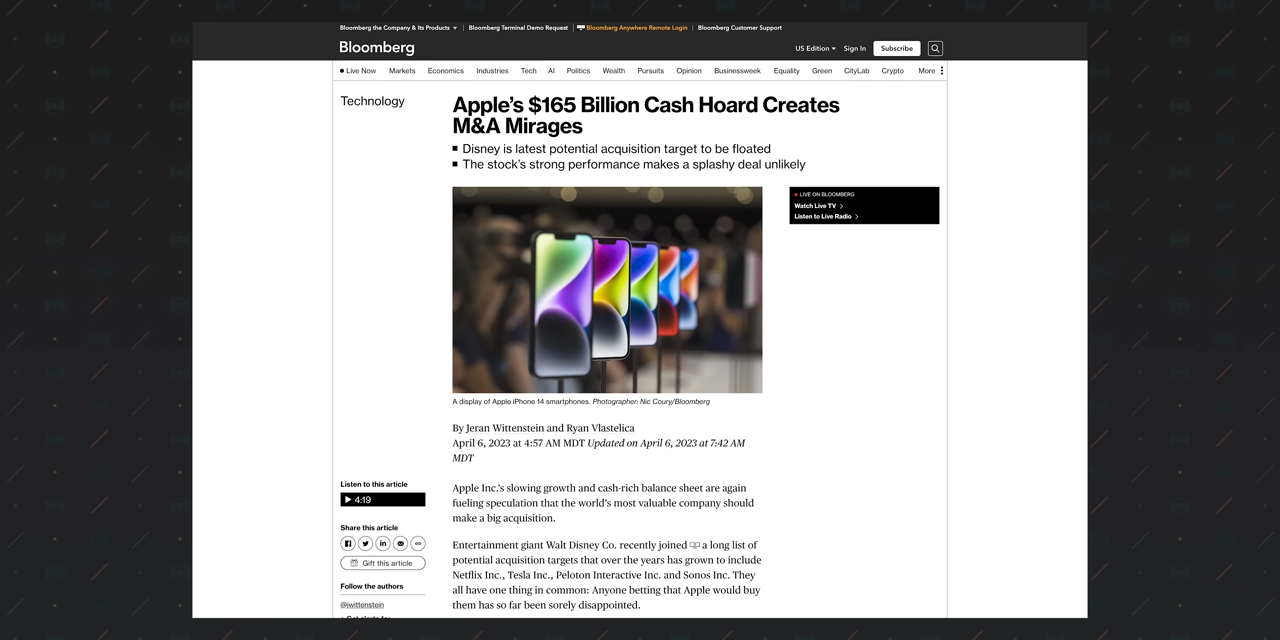 Bloomberg the Company & Its Products
Bloomberg Terminal Demo Request
Bloomberg Anywhere Remote Login
Bloomberg Customer Support
Bloomberg
US Edition
Sign In
Subscribe
Live Now
Markets
Economics
Industries
Tech
AI
Politics
Wealth
Pursuits
Opinion
Businessweek
Equality
Green
CityLab
Crypto
More
Technology
Apple’s $165 Billion Cash Hoard Creates
M&A Mirages
Disney is latest potential acquisition target to be floated
The stock’s strong performance makes a splashy deal unlikely
LIVE ON BLOOMBERG
Watch Live TV
Listen to Live Radio
A display of Apple iPhone 14 smartphones. Photographer: Nic Coury/Bloomberg
By Jeran Wittenstein and Ryan Vlastelica
April 6, 2023 at 4:57 AM MDT Updated on April 6, 2023 at 7:42 AM
MDT
Listen to this article
4:19
Share this article
Gift this article
Follow the authors
@jwittenstein
Apple Inc.’s slowing growth and cash-rich balance sheet are again
fueling speculation that the world’s most valuable company should
make a big acquisition.
Entertainment giant Walt Disney Co. recently joined a long list of
potential acquisition targets that over the years has grown to include
Netflix Inc., Tesla Inc., Peloton Interactive Inc. and Sonos Inc. They
all have one thing in common: Anyone betting that Apple would buy
them has so far been sorely disappointed.